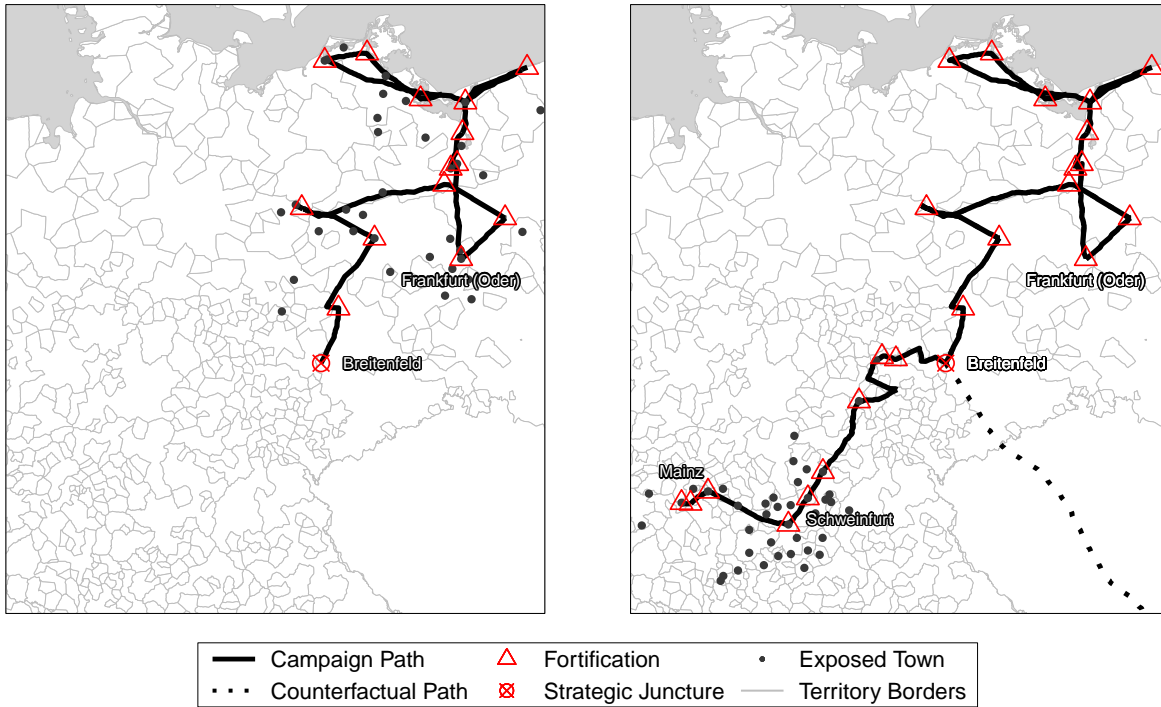 Frankfurt (Oder)
Breitenfeld
Frankfurt (Oder)
Breitenfeld
Mainz
Schweinfurt
Campaign Path
Fortification
Exposed Town
Counterfactual Path
Strategic Juncture
Territory Borders